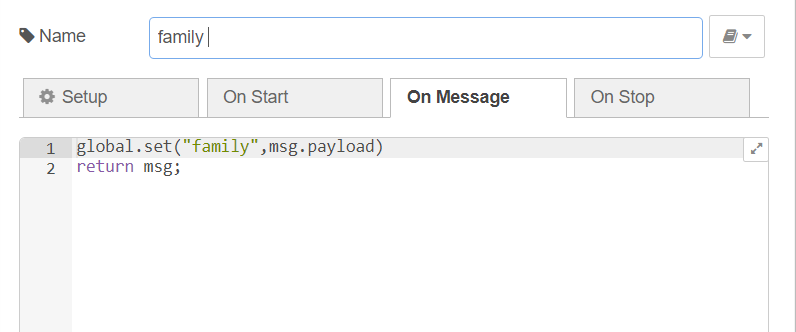 Name
family
Setup
On Start
On Message
On Stop
1 global.set("family",msg.payload)
2 return msg;